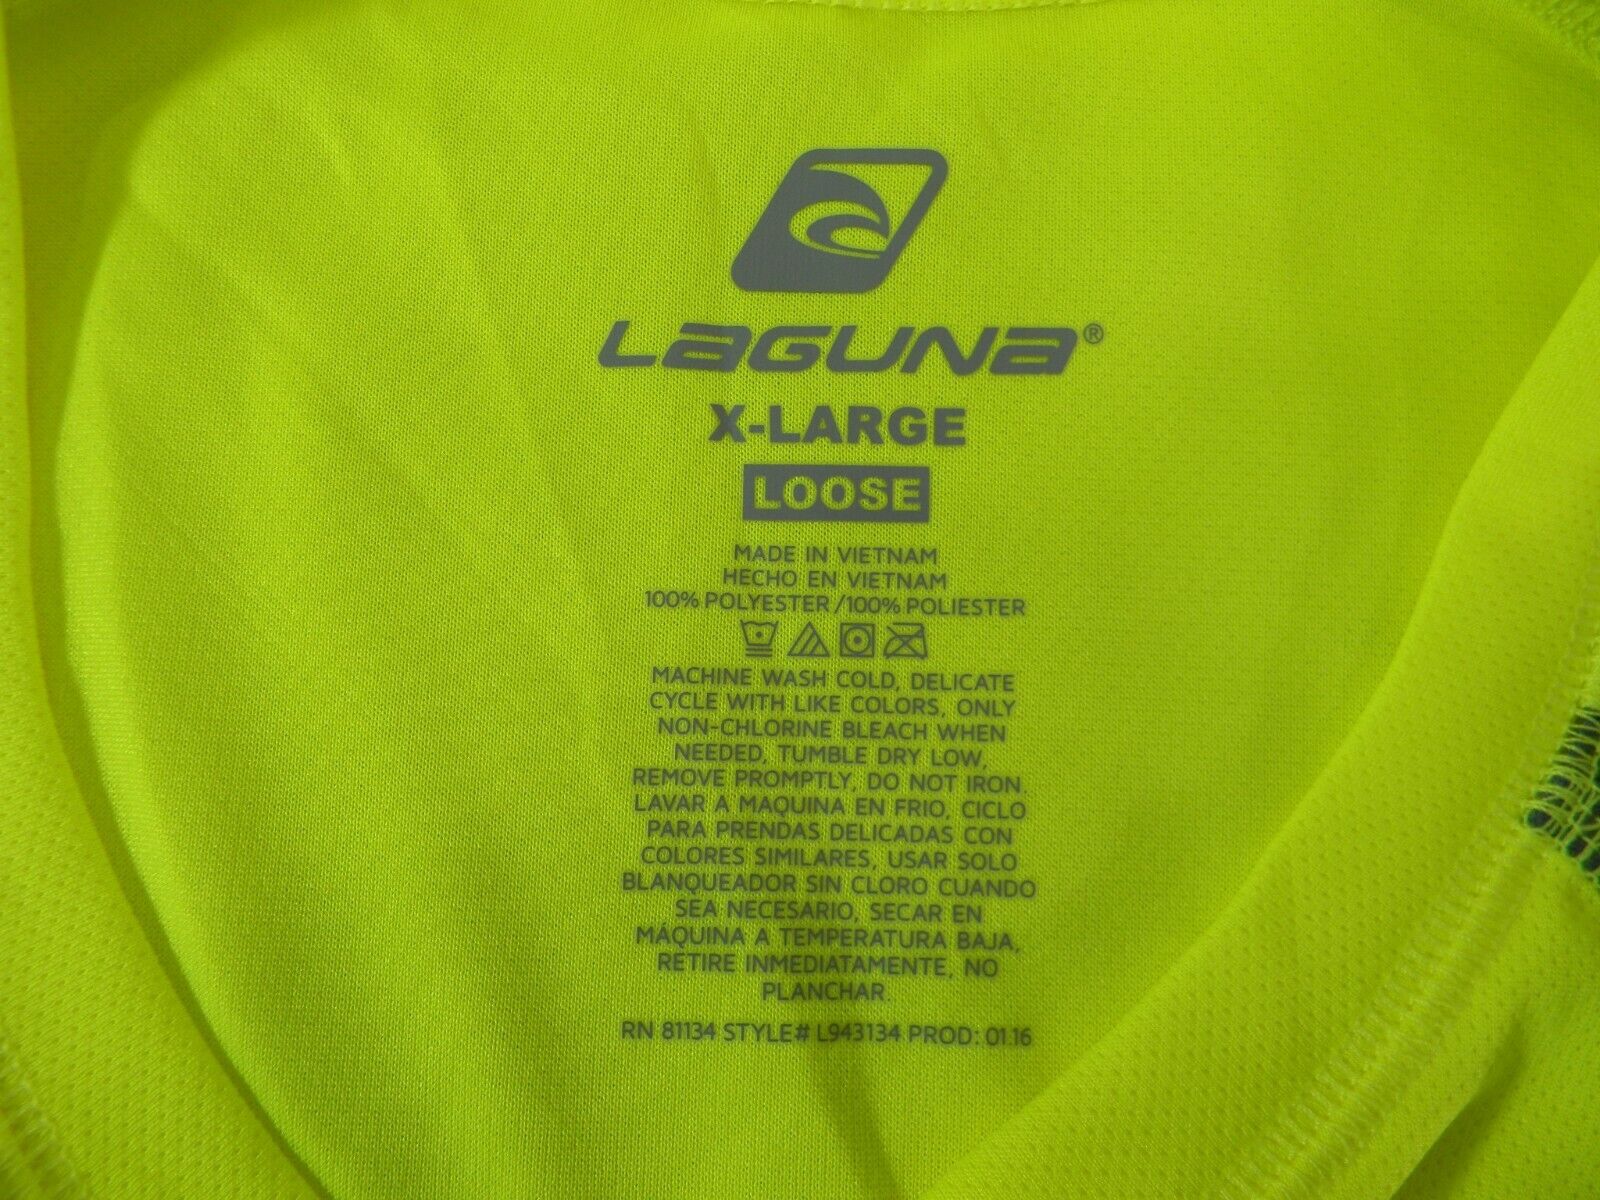 LAGUNA®
X-LARGE
LOOSE
MADE IN VIETNAM
HECHO EN VIETNAM
100% POLYESTER /100% POLIESTER
MACHINE WASH COLD, DELICATE
CYCLE WITH LIKE COLORS, ONLY
NON-CHLORINE BLEACH WHEN
NEEDED, TUMBLE DRY LOW,
REMOVE PROMPTLY, DO NOT IRON.
LAVAR A MAQUINA EN FRIO, CICLO
PARA PRENDAS DELICADAS CON
COLORES SIMILARES, USAR SOLO
BLANQUEADOR SIN CLORO CUANDO
SEA NECESARIO, SECAR EN
MÁQUINA A TEMPERATURA BAJA,
RETIRE INMEDIATAMENTE, NO
PLANCHAR.
RN 81134 STYLE# L943134 PROD: 01.16